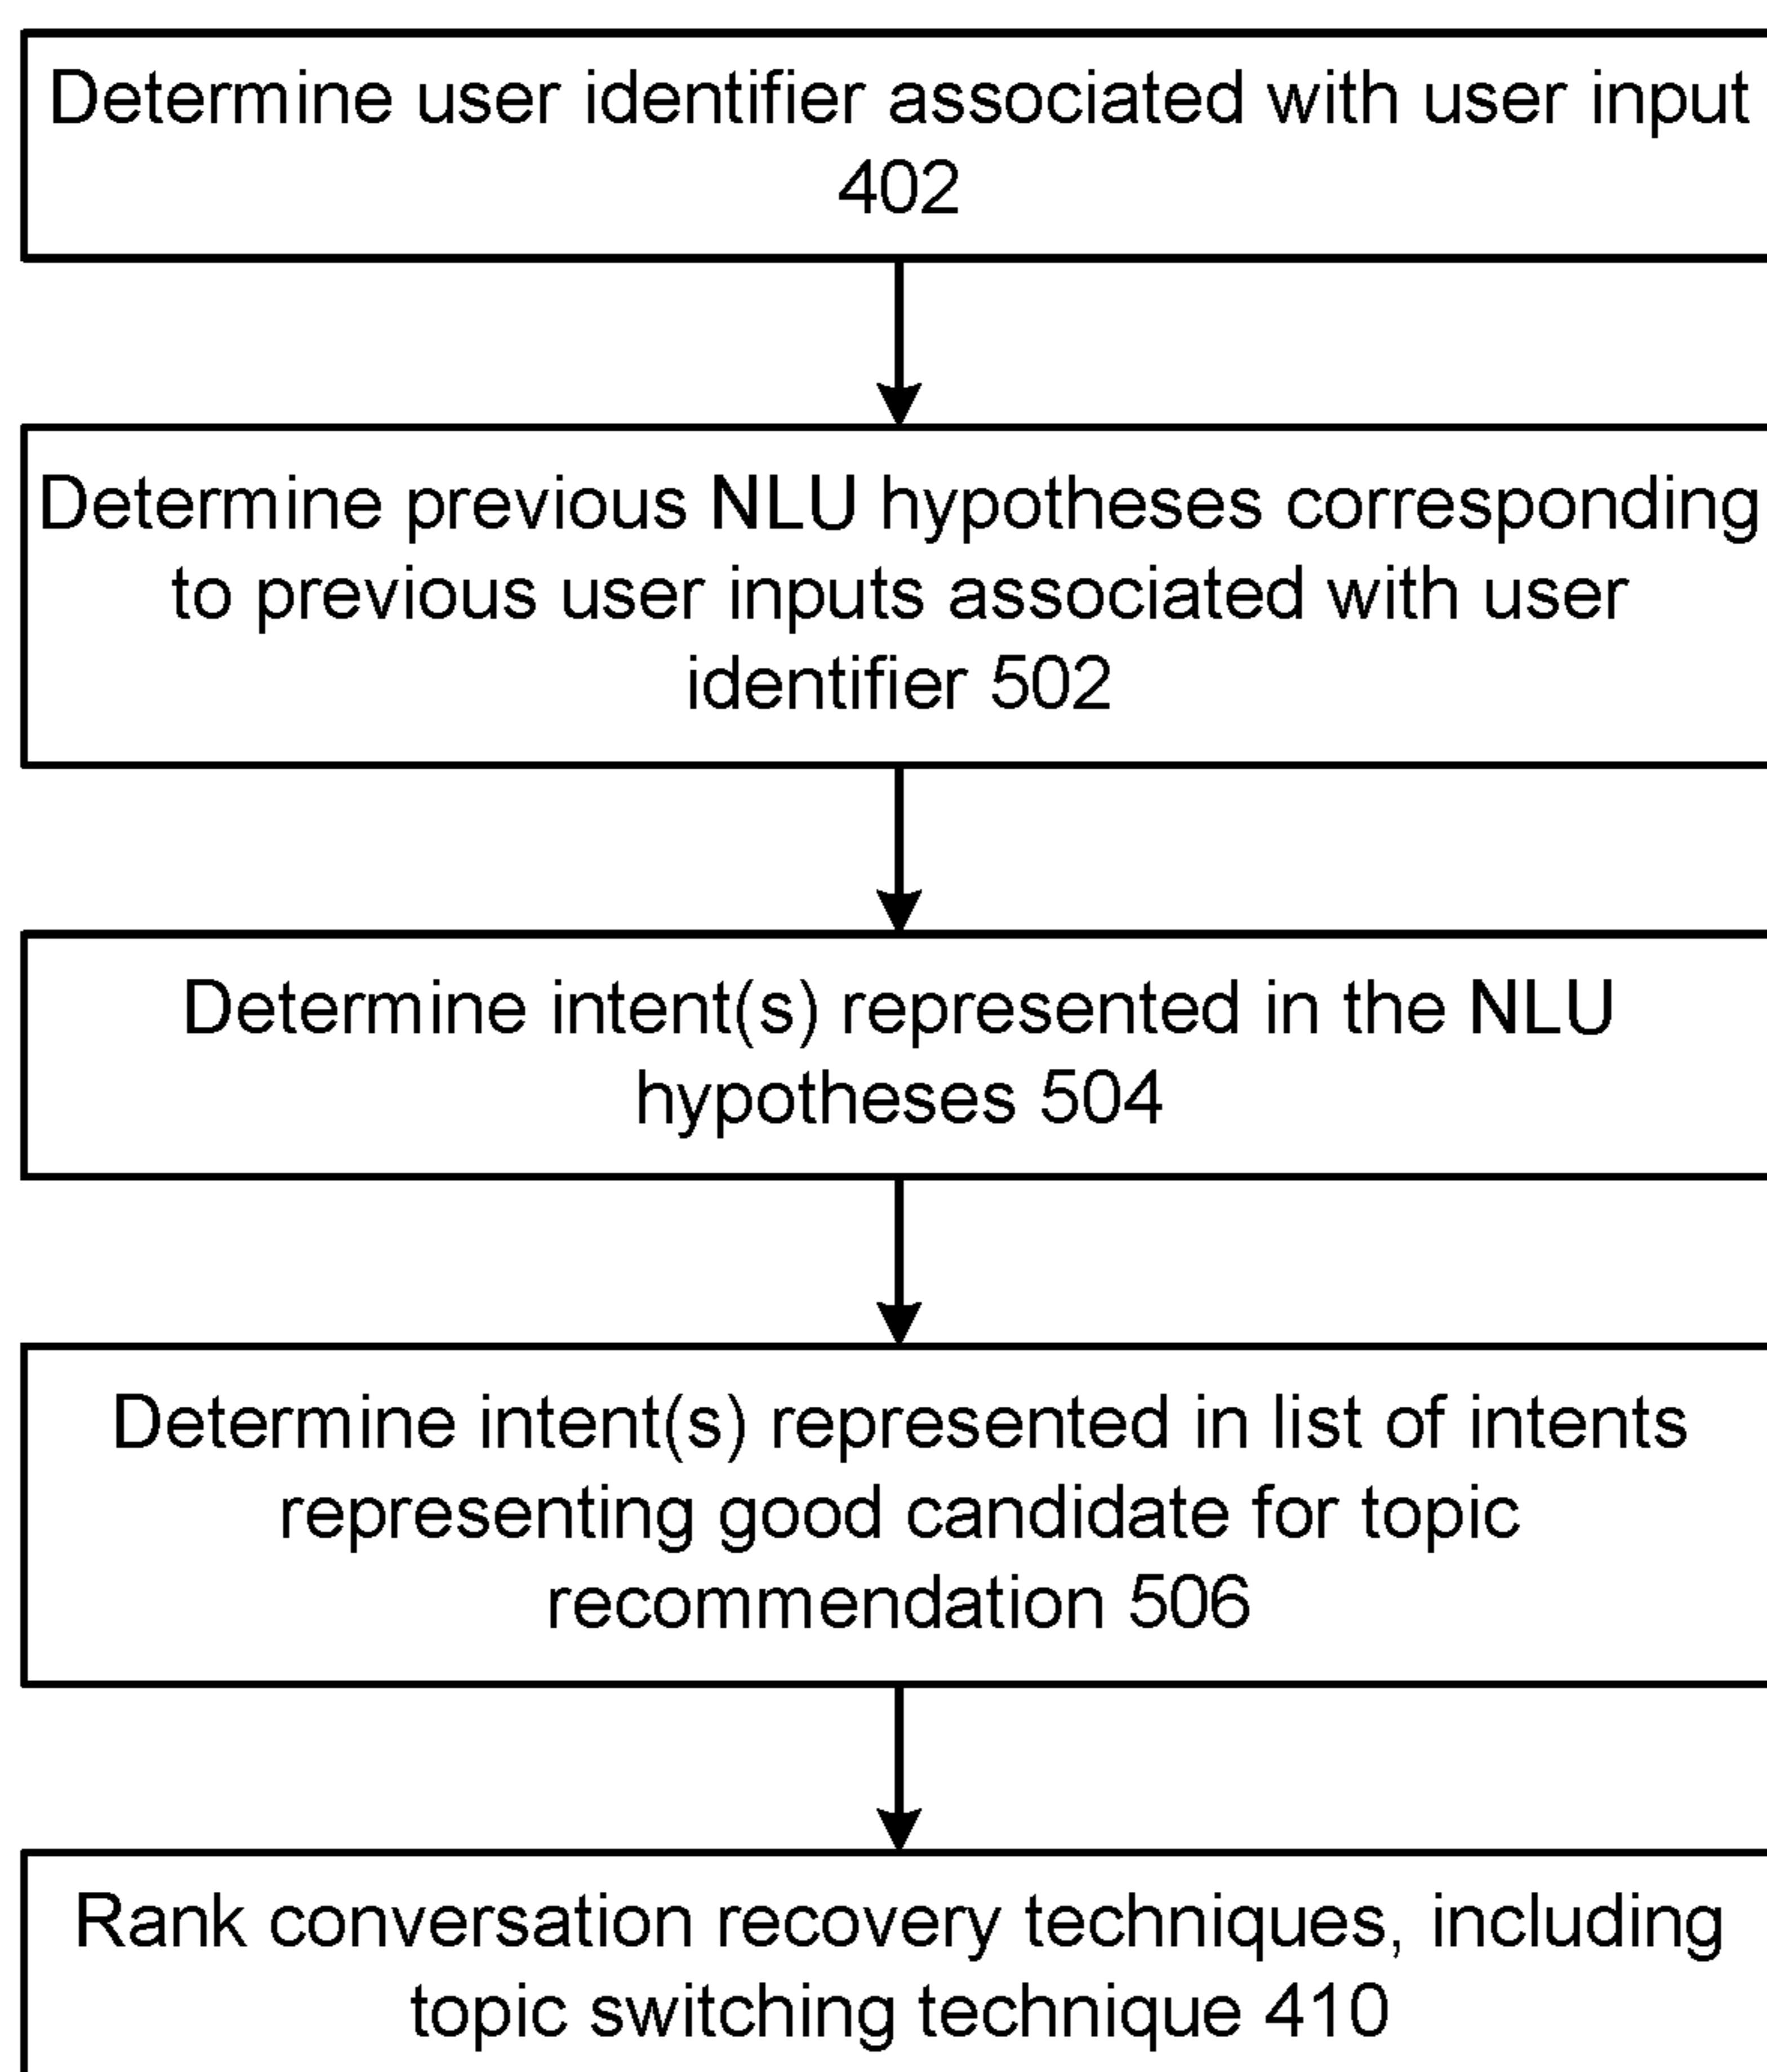 Determine user identifier associated with user input
402
Determine previous NLU hypotheses corresponding
to previous user inputs associated with user
identifier 502
Determine intent(s) represented in the NLU
hypotheses 504
Determine intent(s) represented in list of intents
representing good candidate for topic
recommendation 506
Rank conversation recovery techniques, including
topic switching technique 410